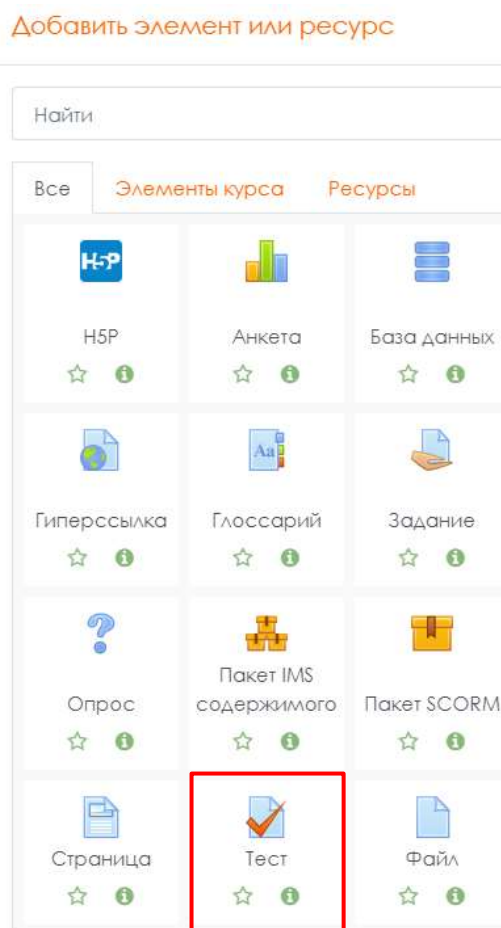 Добавить элемент или ресурс
Найти
Все Элементы курса Ресурсы
H5P
H5P Анкета База данных
Aa
Гиперссылка Глоссарий Задание
Пакет IMS
Опрос содержимого Пакет SCORM
Страница Тест Файл